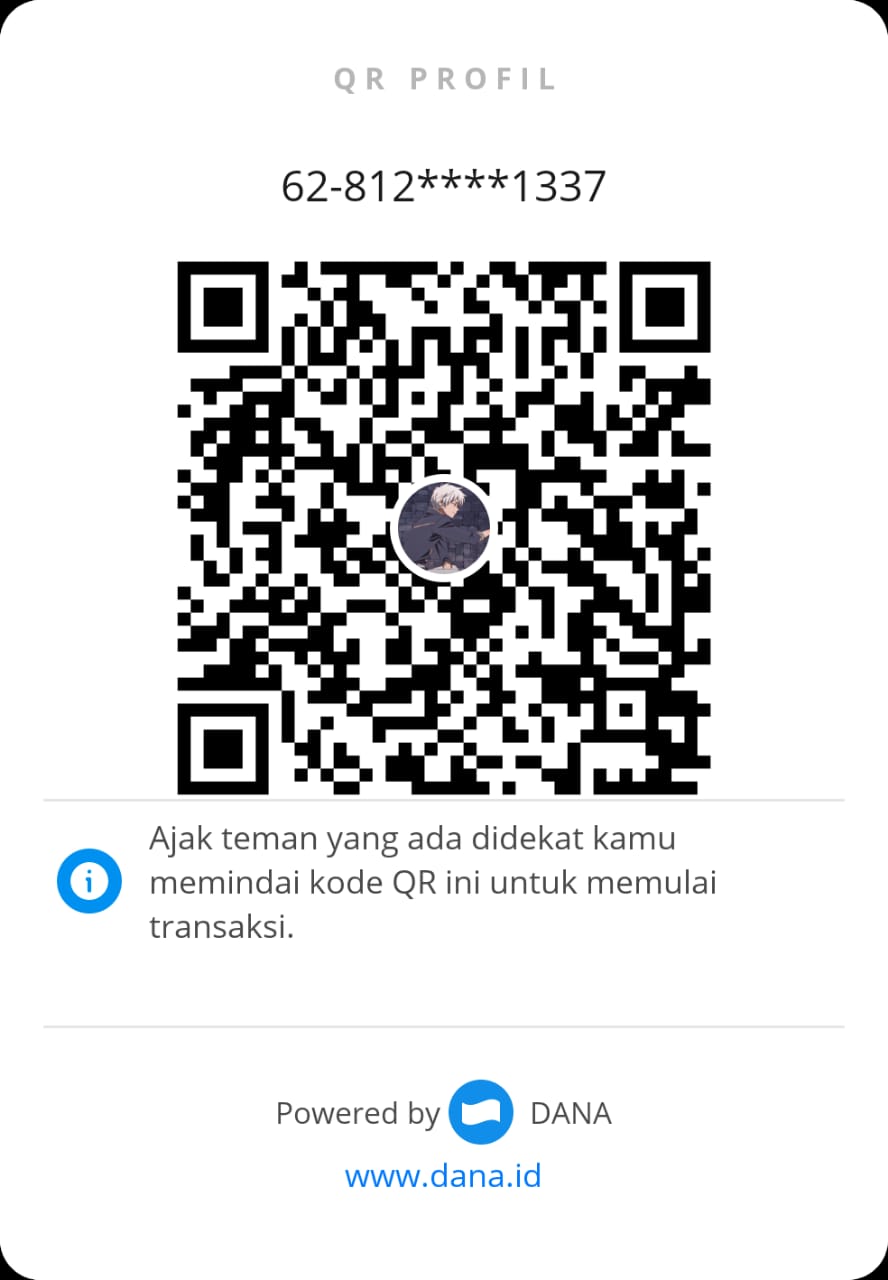 QR PROFIL
62-812****1337
Ajak teman yang ada didekat kamu
memindai kode QR ini untuk memulai
transaksi.
Powered by DANA
www.dana.id